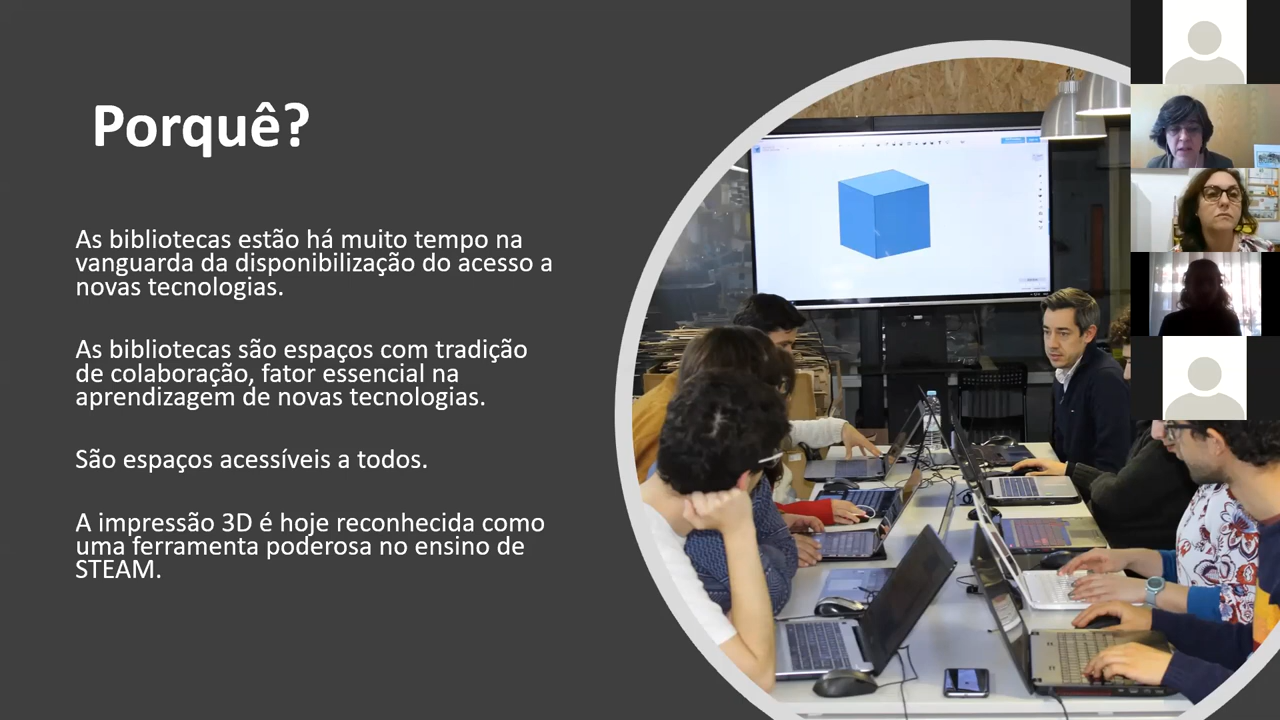 Porquê?
As bibliotecas estão há muito tempo na
vanguarda da disponibilização do acesso a
novas tecnologias.
As bibliotecas são espaços com tradição
de colaboração, fator essencial na
aprendizagem de novas tecnologias.
São espaços acessíveis a todos.
A impressão 3D é hoje reconhecida como
uma ferramenta poderosa no ensino de
STEAM.